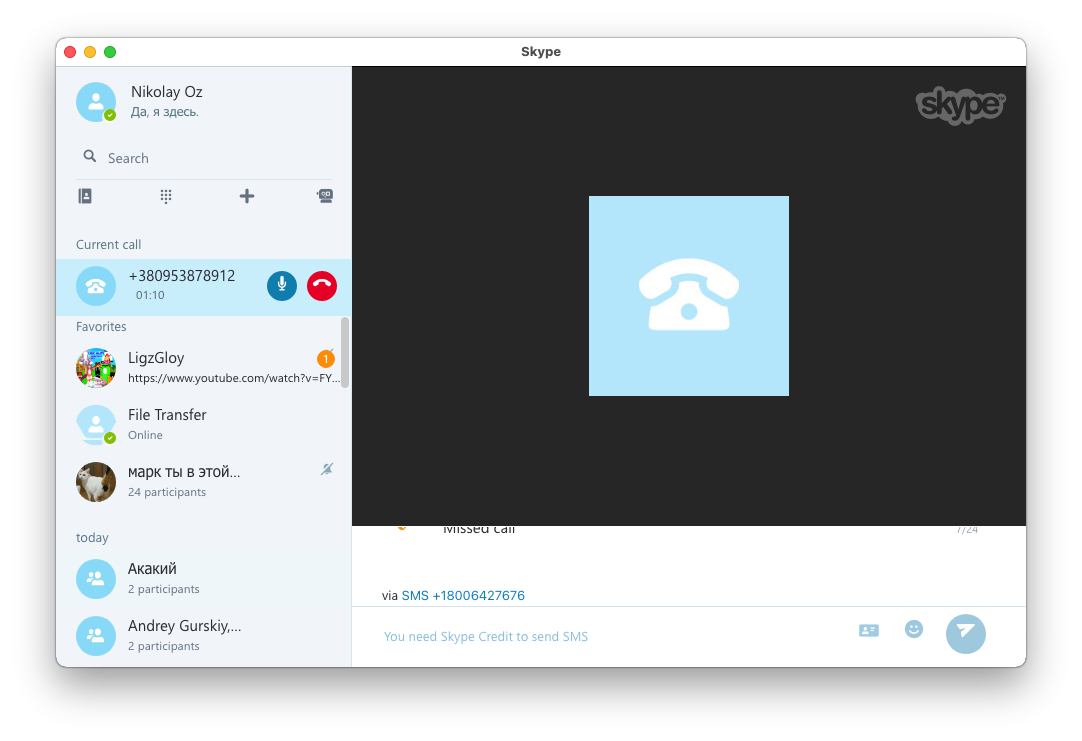 Skype
Nikolay Oz
Да, я здесь.
Search
Current call
+380953878912
01:10
Favorites
LigzGloy
1
https://www.youtube.com/watch?v=FY...
File Transfer
Online
марк ты в этой...
24 participants
today
Акакий
2 participants
Andrey Gurskiy,...
2 participants
skype™
Missed call
7/24
via SMS +18006427676
You need Skype Credit to send SMS